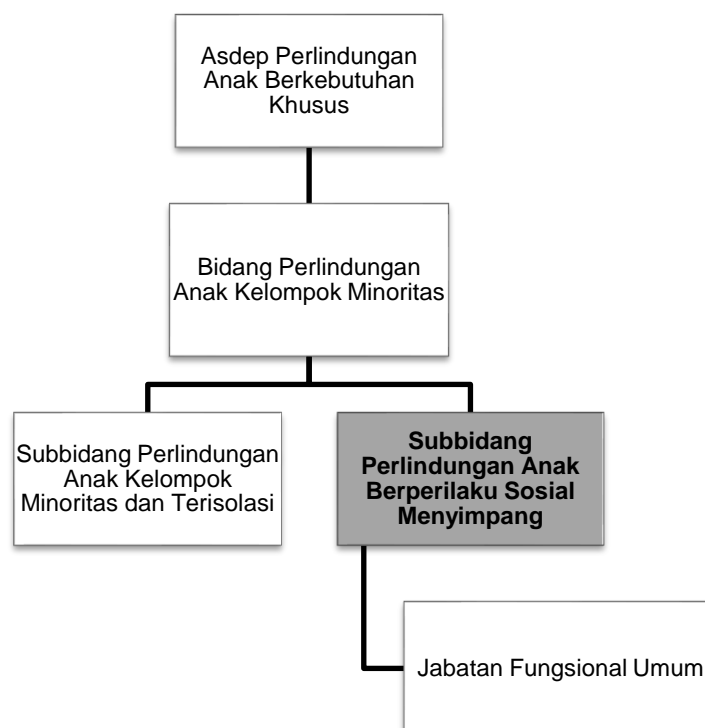 Asdep Perlindungan
Anak Berkebutuhan
Khusus
Bidang Perlindungan
Anak Kelompok Minoritas
Subbidang Perlindungan
Anak Kelompok
Minoritas dan Terisolasi
Subbidang
Perlindungan Anak
Berperilaku Sosial
Menyimpang
Jabatan Fungsional Umum